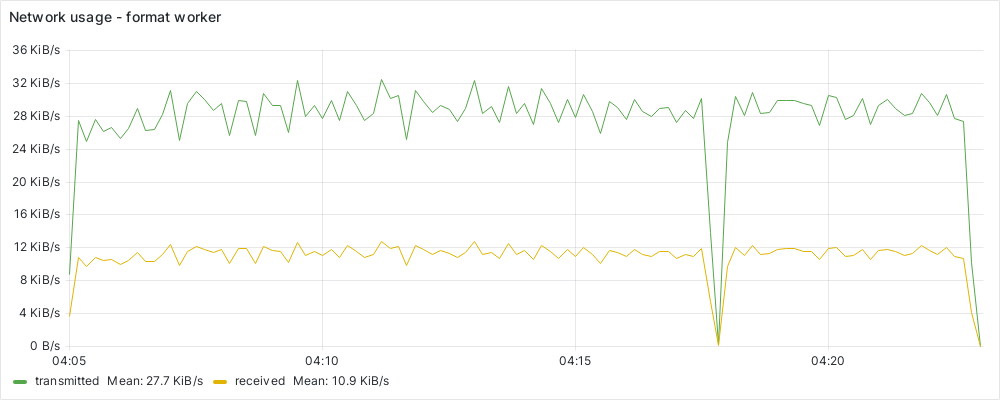 Network usage - format worker
36 KiB/s
32 KiB/s
28 KiB/s
24 KiB/s
20 KiB/s
16 KiB/s
12 KiB/s
8 KiB/s
4 KiB/s
0 B/s
04:05 04:10 04:15 04:20
transmitted Mean: 27.7 KiB/s received Mean: 10.9 KiB/s